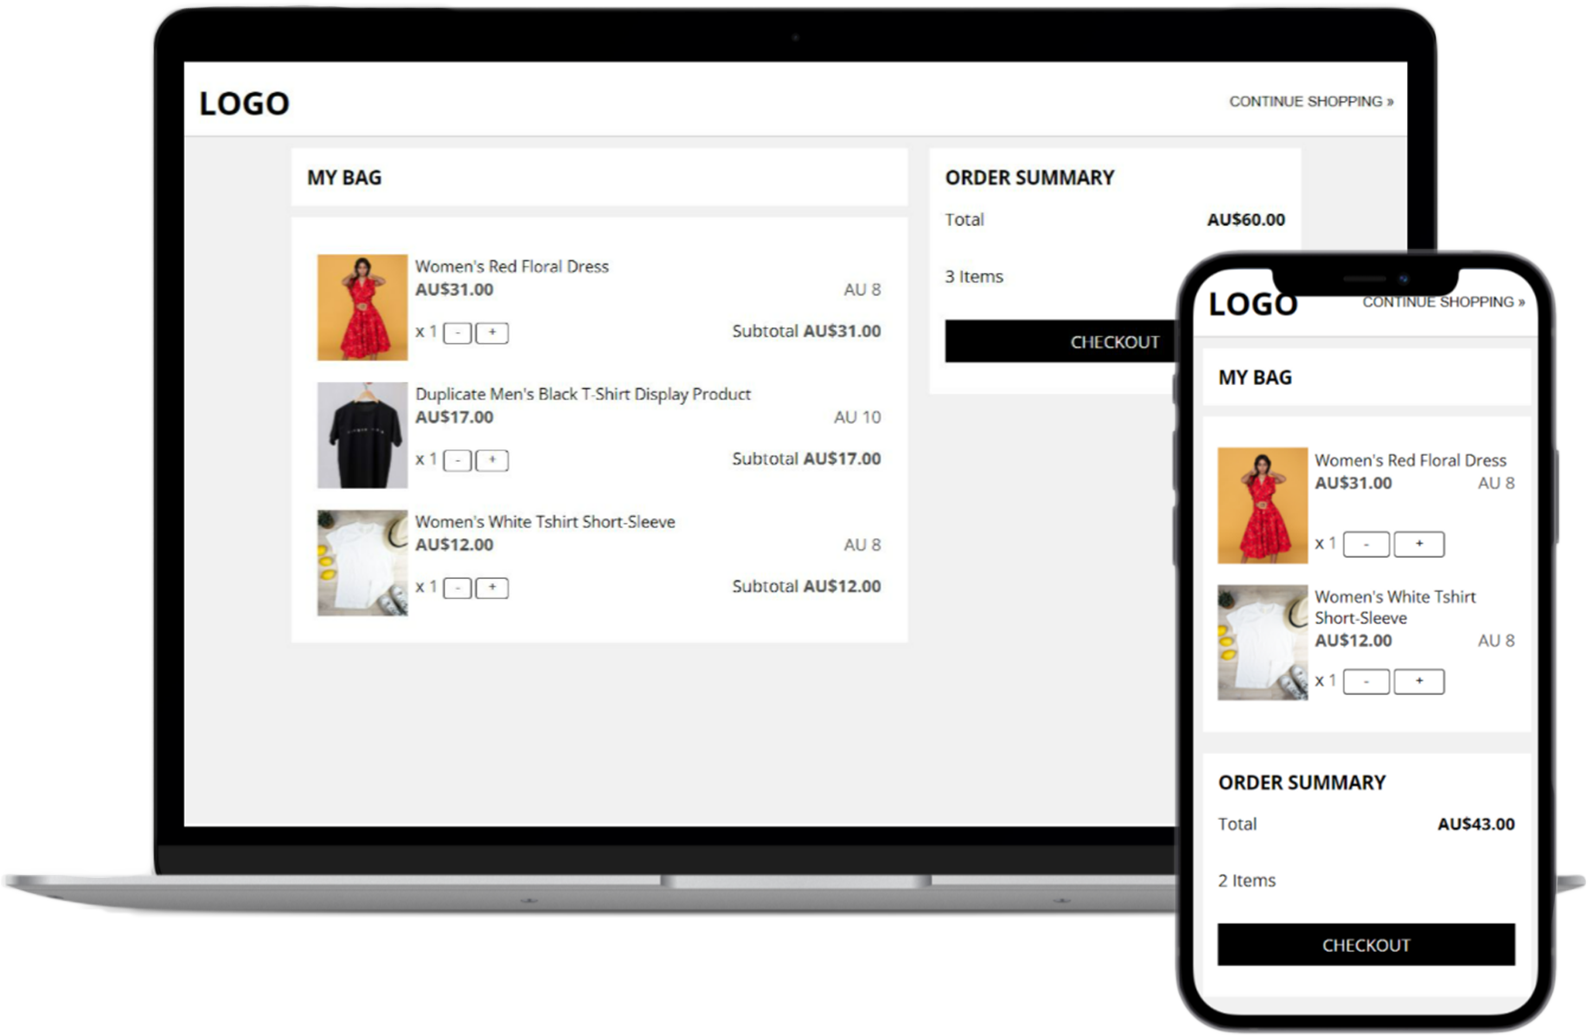 LOGO
CONTINUE SHOPPING »
MY BAG
Women's Red Floral Dress
AU$31.00
AU 8
x 1 - +
Subtotal AU$31.00
Duplicate Men's Black T-Shirt Display Product
AU$17.00
AU 10
x 1 - +
Subtotal AU$17.00
Women's White Tshirt Short-Sleeve
AU$12.00
AU 8
x 1 - +
Subtotal AU$12.00
ORDER SUMMARY
Total
AU$60.00
3 Items
CHECKOUT
LOGO
CONTINUE SHOPPING »
MY BAG
Women's Red Floral Dress
AU$31.00
AU 8
x 1 - +
Women's White Tshirt
Short-Sleeve
AU$12.00
AU 8
x 1 - +
ORDER SUMMARY
Total
AU$43.00
2 Items
CHECKOUT